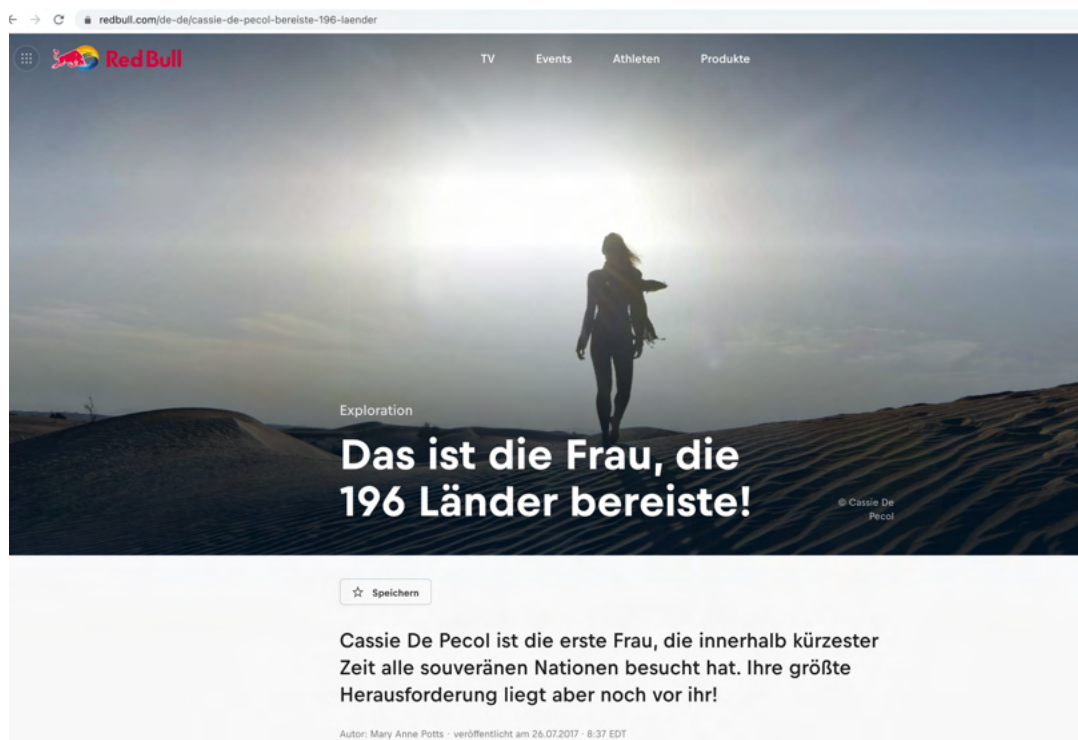 redbull.com/de-de/cassie-de-pecol-bereiste-196-laender
Red Bull
TV Events Athleten Produkte
Exploration
Das ist die Frau, die
196 Länder bereiste!
© Cassie De
Pecol
Speichern
Cassie De Pecol ist die erste Frau, die innerhalb kürzester
Zeit alle souveränen Nationen besucht hat. Ihre größte
Herausforderung liegt aber noch vor ihr!
Autor: Mary Anne Potts · veröffentlicht am 26.07.2017 · 8:37 EDT